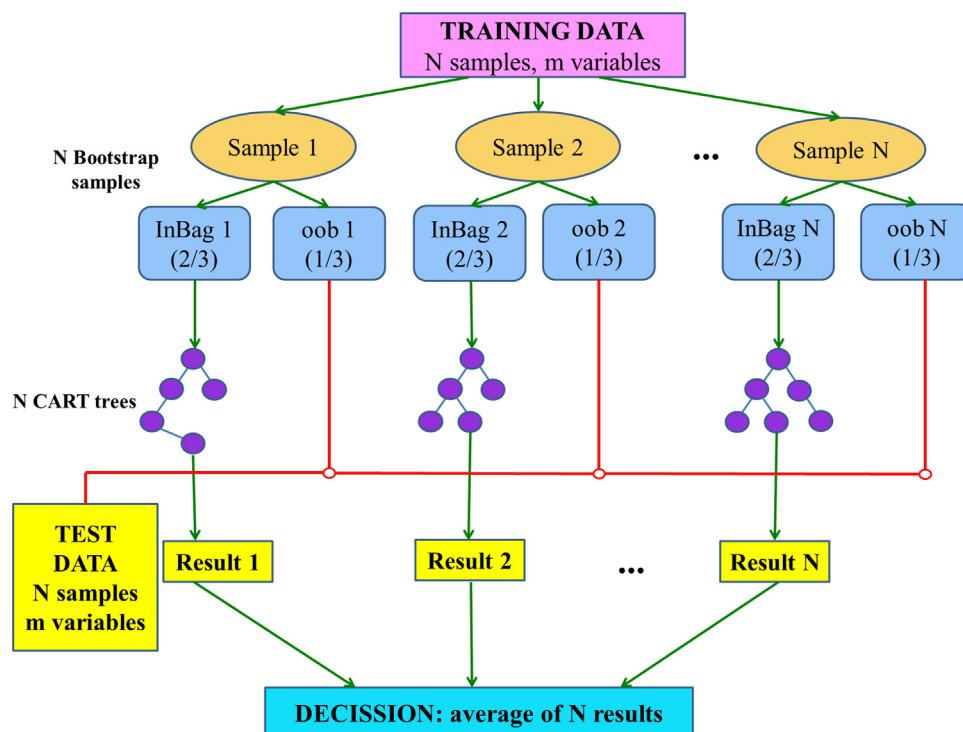 TRAINING DATA
N samples, m variables
N Bootstrap
samples
Sample 1
Sample 2
...
Sample N
InBag 1
(2/3)
oob 1
(1/3)
InBag 2
(2/3)
oob 2
(1/3)
InBag N
(2/3)
oob N
(1/3)
N CART trees
TEST
DATA
N samples
m variables
Result 1
Result 2
...
Result N
DECISSION: average of N results